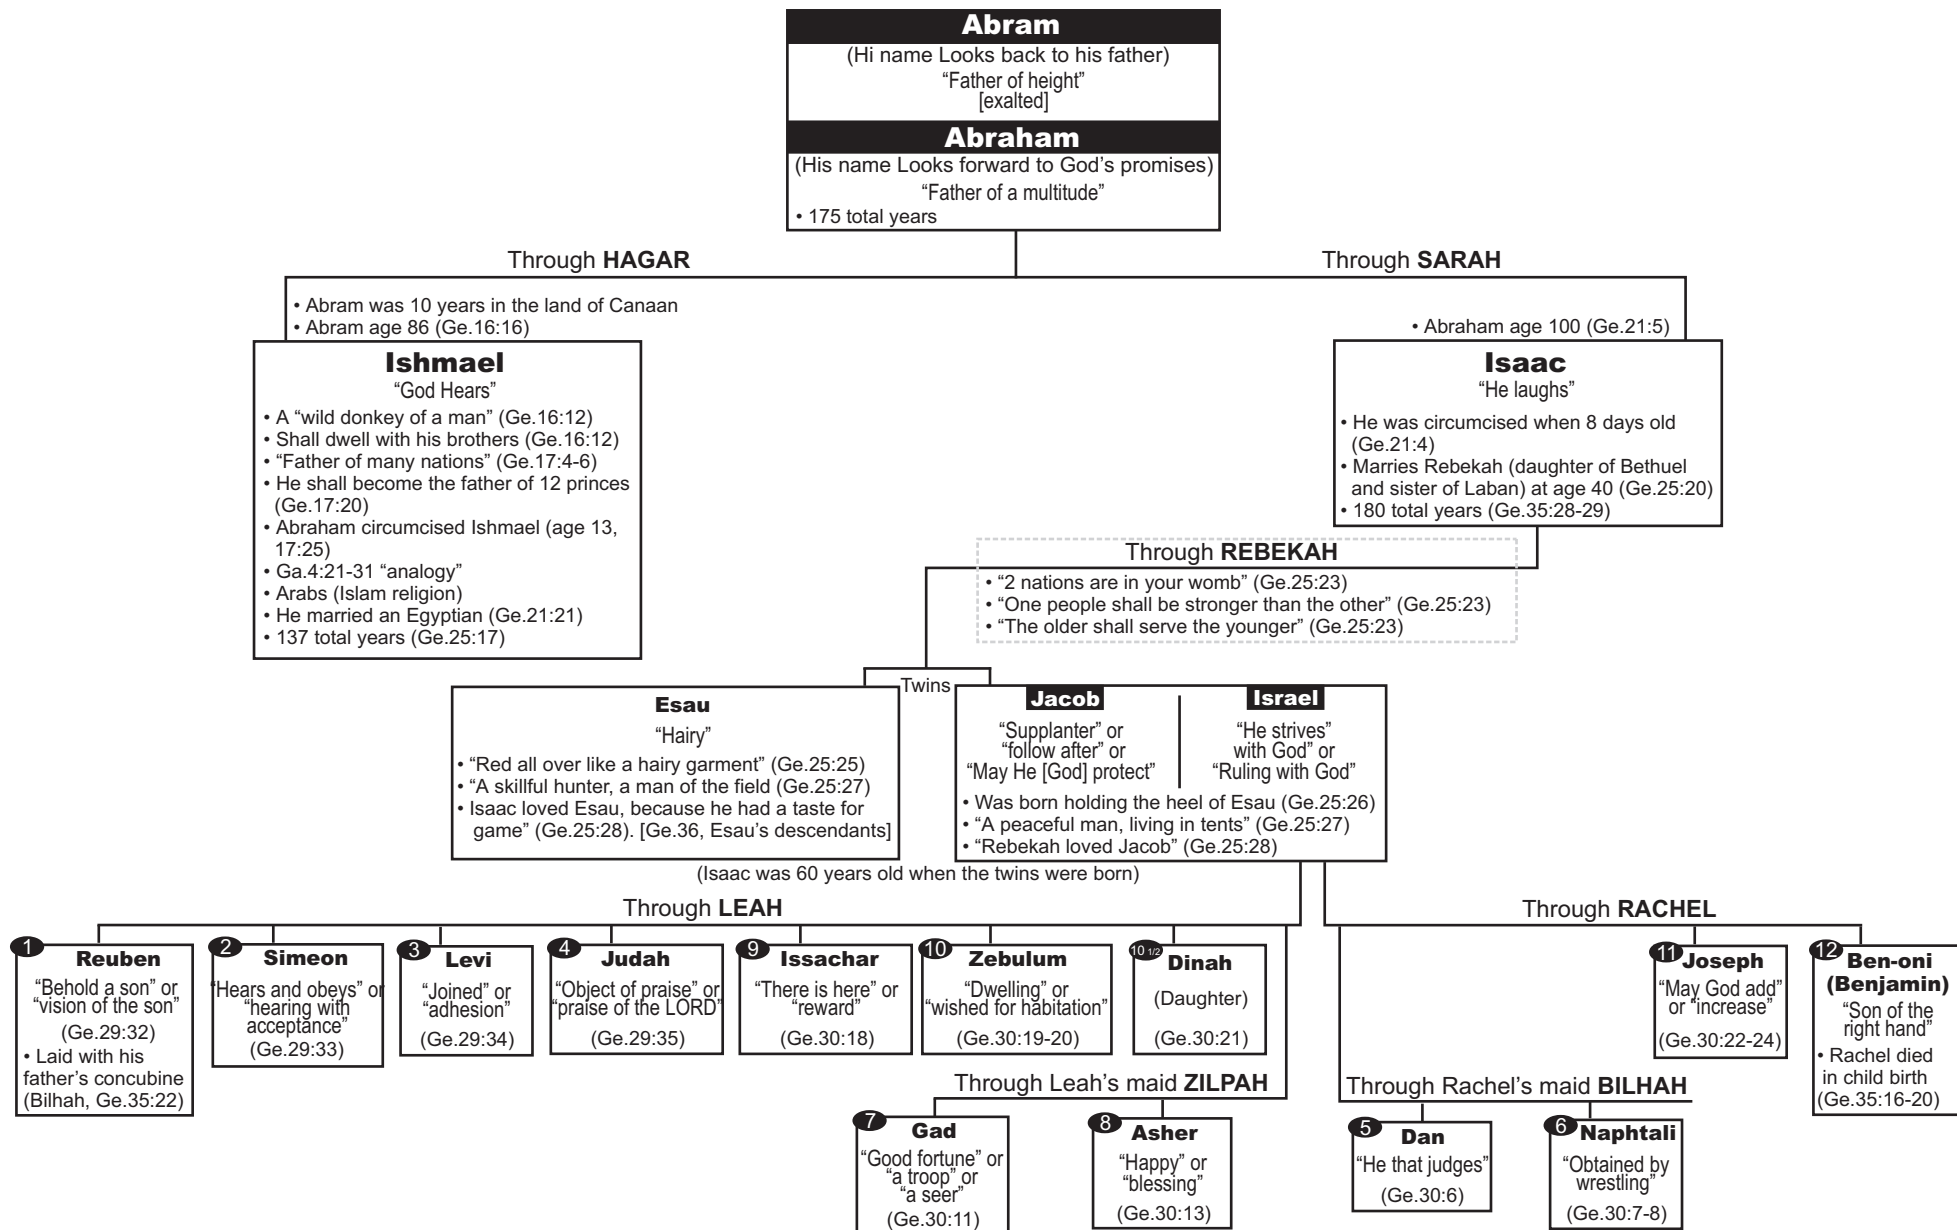 Abram
(Hi name Looks back to his father)
“Father of height”
[exalted]
Abraham
(His name Looks forward to God’s promises)
“Father of a multitude”
• 175 total years
Through HAGAR
Through SARAH
• Abram was 10 years in the land of Canaan
• Abram age 86 (Ge.16:16)
• Abraham age 100 (Ge.21:5)
Ishmael
“God Hears”
• A “wild donkey of a man” (Ge.16:12)
• Shall dwell with his brothers (Ge.16:12)
• “Father of many nations” (Ge.17:4-6)
• He shall become the father of 12 princes
(Ge.17:20)
• Abraham circumcised Ishmael (age 13,
17:25)
• Ga.4:21-31 “analogy”
• Arabs (Islam religion)
• He married an Egyptian (Ge.21:21)
• 137 total years (Ge.25:17)
Isaac
“He laughs”
• He was circumcised when 8 days old
(Ge.21:4)
• Marries Rebekah (daughter of Bethuel
and sister of Laban) at age 40 (Ge.25:20)
• 180 total years (Ge.35:28-29)
Through REBEKAH
• “2 nations are in your womb” (Ge.25:23)
• “One people shall be stronger than the other” (Ge.25:23)
• “The older shall serve the younger” (Ge.25:23)
Twins
Esau
“Hairy”
• “Red all over like a hairy garment” (Ge.25:25)
• “A skillful hunter, a man of the field (Ge.25:27)
• Isaac loved Esau, because he had a taste for
game” (Ge.25:28). [Ge.36, Esau’s descendants]
Jacob
“Supplanter” or
“follow after” or
“May He [God] protect”
Israel
“He strives”
with God” or
“Ruling with God”
• Was born holding the heel of Esau (Ge.25:26)
• “A peaceful man, living in tents” (Ge.25:27)
• “Rebekah loved Jacob” (Ge.25:28)
(Isaac was 60 years old when the twins were born)
Through LEAH
Through RACHEL
1
Reuben
“Behold a son” or
“vision of the son”
(Ge.29:32)
• Laid with his
father’s concubine
(Bilhah, Ge.35:22)
2
Simeon
“Hears and obeys” or
“hearing with
acceptance”
(Ge.29:33)
3
Levi
“Joined” or
“adhesion”
(Ge.29:34)
4
Judah
“Object of praise” or
“praise of the LORD”
(Ge.29:35)
9
Issachar
“There is here” or
“reward”
(Ge.30:18)
10
Zebulum
“Dwelling” or
“wished for habitation”
(Ge.30:19-20)
10 1/2
Dinah
(Daughter)
(Ge.30:21)
11
Joseph
“May God add”
or “increase”
(Ge.30:22-24)
12
Ben-oni
(Benjamin)
“Son of the
right hand”
• Rachel died
in child birth
(Ge.35:16-20)
Through Leah’s maid ZILPAH
Through Rachel’s maid BILHAH
7
Gad
“Good fortune” or
“a troop” or
“a seer”
(Ge.30:11)
8
Asher
“Happy” or
“blessing”
(Ge.30:13)
5
Dan
“He that judges”
(Ge.30:6)
6
Naphtali
“Obtained by
wrestling”
(Ge.30:7-8)